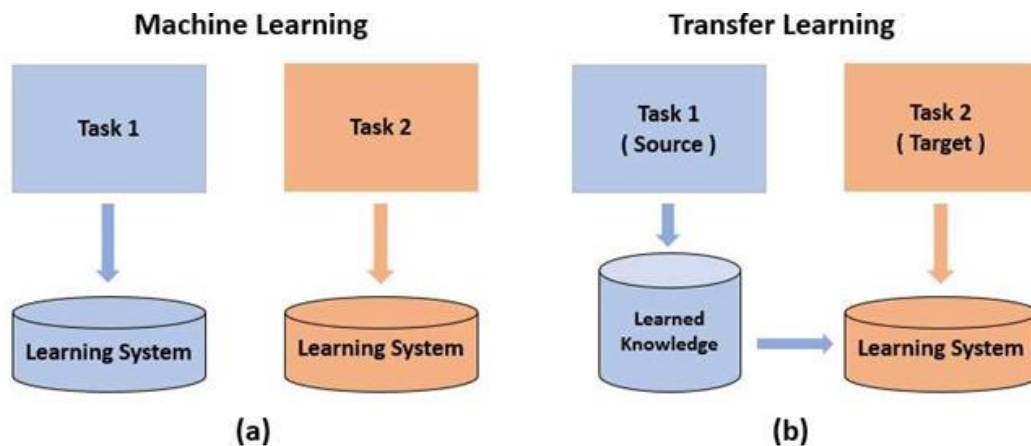 Machine Learning
Task 1
Task 2
Learning System
Learning System
(a)
Transfer Learning
Task 1
( Source )
Task 2
( Target )
Learned
Knowledge
Learning System
(b)